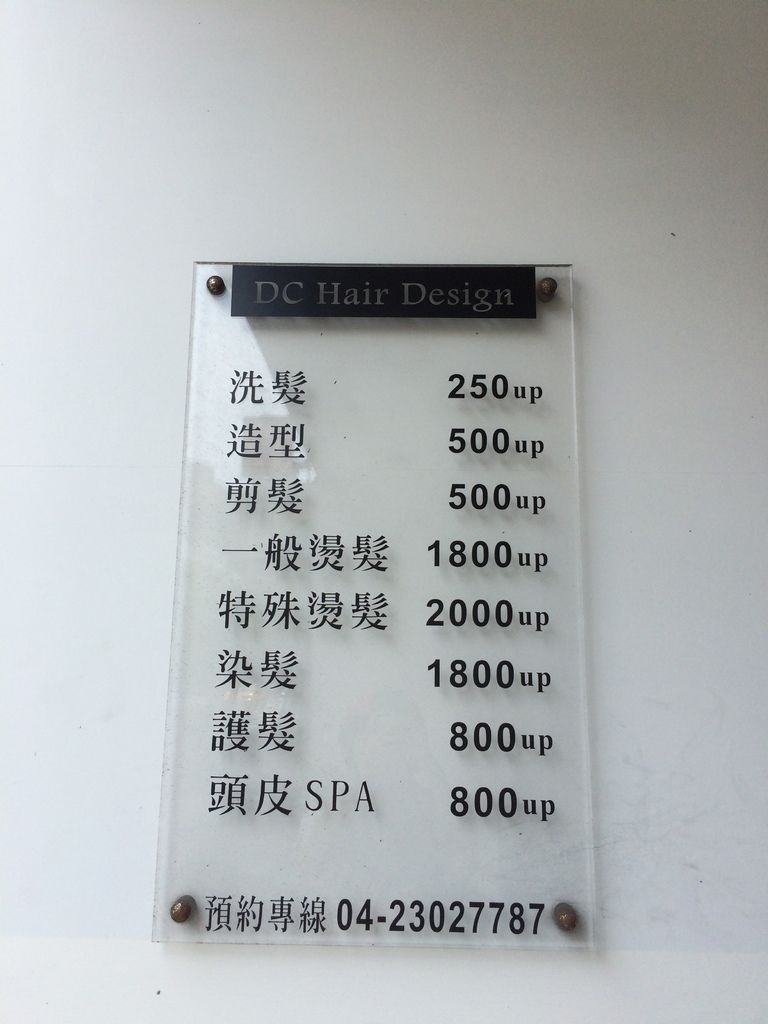 DC Hair Design
洗髮 250up
造型 500up
剪髮 500up
一般燙髮 1800up
特殊燙髮 2000up
染髮 1800up
護髮 800up
頭皮SPA 800up
預約專線 04-23027787